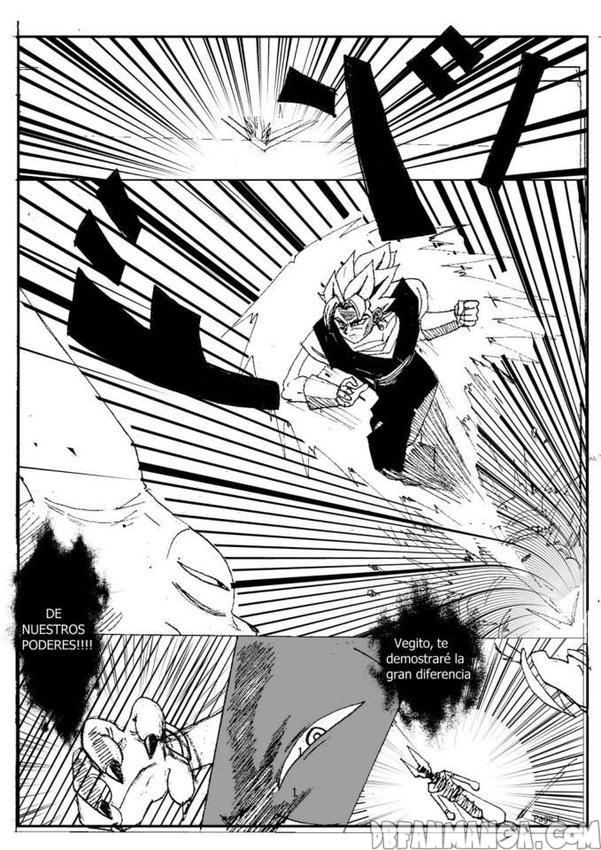 Vegito, te
demostraré la
gran diferencia
DE
NUESTROS
PODERES!!!!
DBFANMANGA.COM